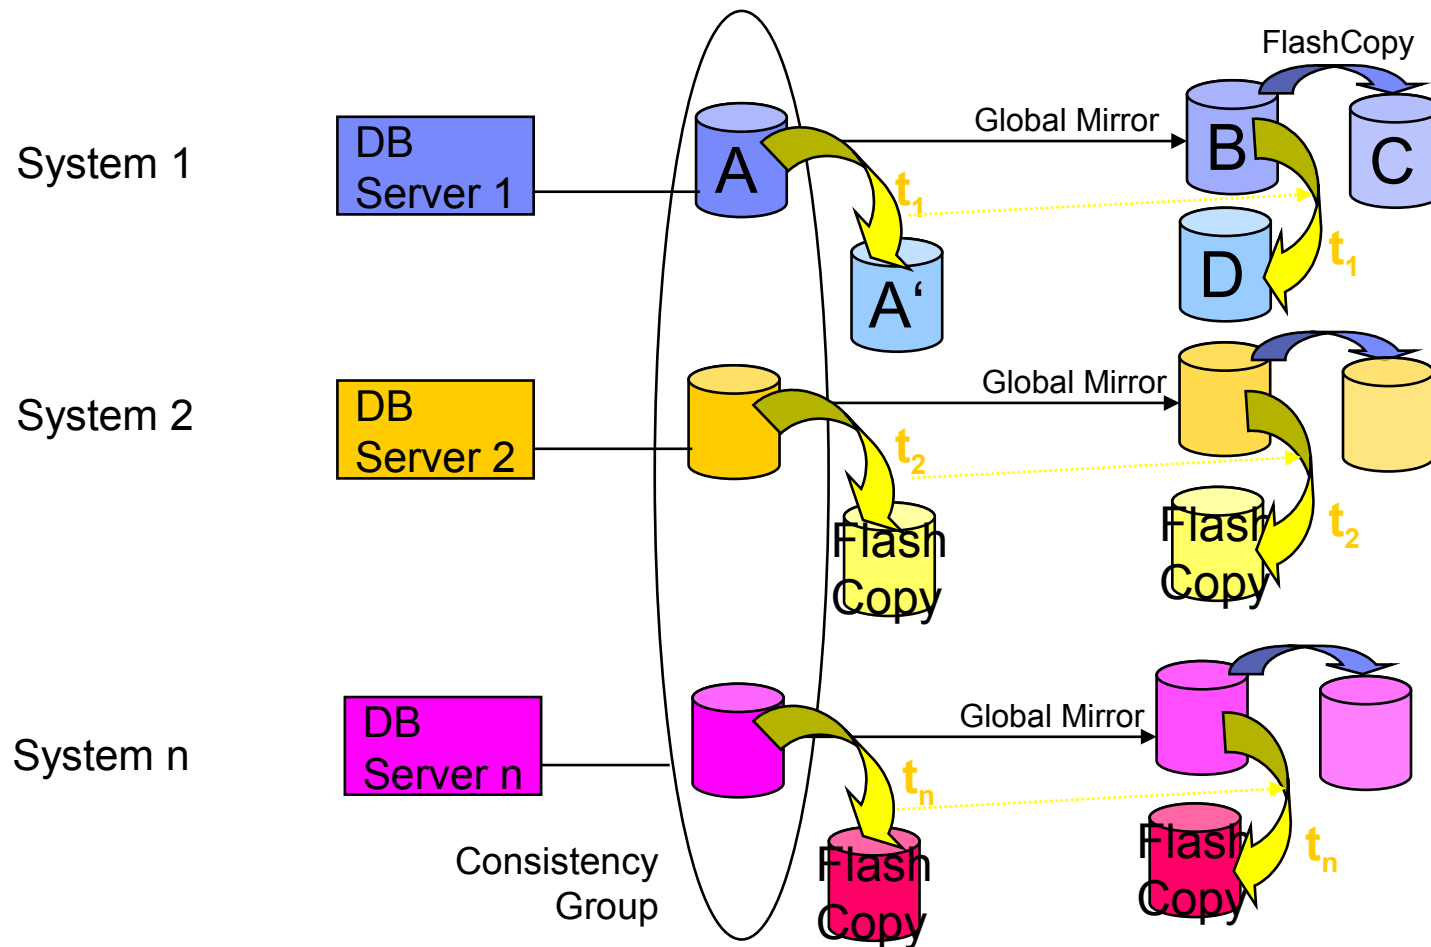 FlashCopy
System 1
DB
Server 1
A
Global Mirror
B
C
t1
A‘
D
t1
System 2
DB
Server 2
Global Mirror
t2
Flash
Copy
Flash
Copy
t2
System n
DB
Server n
Global Mirror
tn
Flash
Copy
Flash
Copy
tn
Consistency
Group